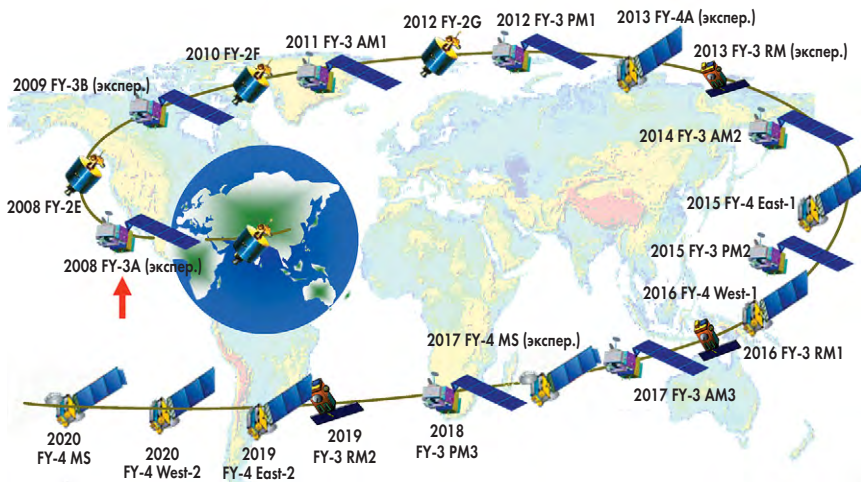 2012 FY-2G
2012 FY-3 PM1
2013 FY-4A (экспер.)
2011 FY-3 AM1
2013 FY-3 RM (экспер.)
2010 FY-2F
2009 FY-3B (экспер.)
2014 FY-3 AM2
2008 FY-2E
2015 FY-4 East-1
2015 FY-3 PM2
2008 FY-3A (экспер.)
2016 FY-4 West-1
2017 FY-4 MS (экспер.)
2016 FY-3 RM1
2017 FY-3 AM3
2020
FY-4 MS
2020
FY-4 West-2
2019
FY-4 East-2
2019
FY-3 RM2
2018
FY-3 PM3